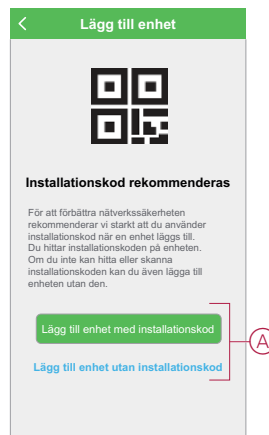 Lägg till enhet
Installationskod rekommenderas
För att förbättra nätverkssäkerheten
rekommenderar vi starkt att du använder
installationskod när en enhet läggs till.
Du hittar installationskoden på enheten.
Om du inte kan hitta eller skanna
installationskoden kan du även lägga till
enheten utan den.
Lägg till enhet med installationskod
A
Lägg till enhet utan installationskod